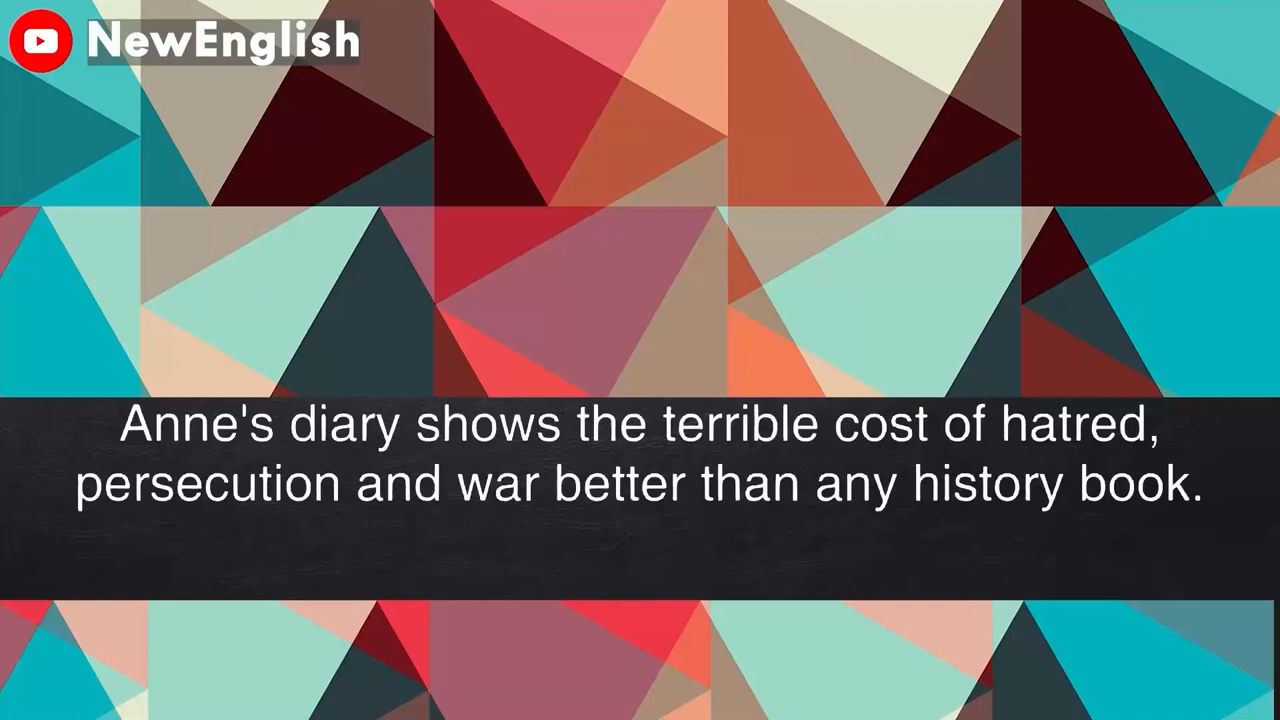 NewEnglish
Anne's diary shows the terrible cost of hatred,
persecution and war better than any history book.